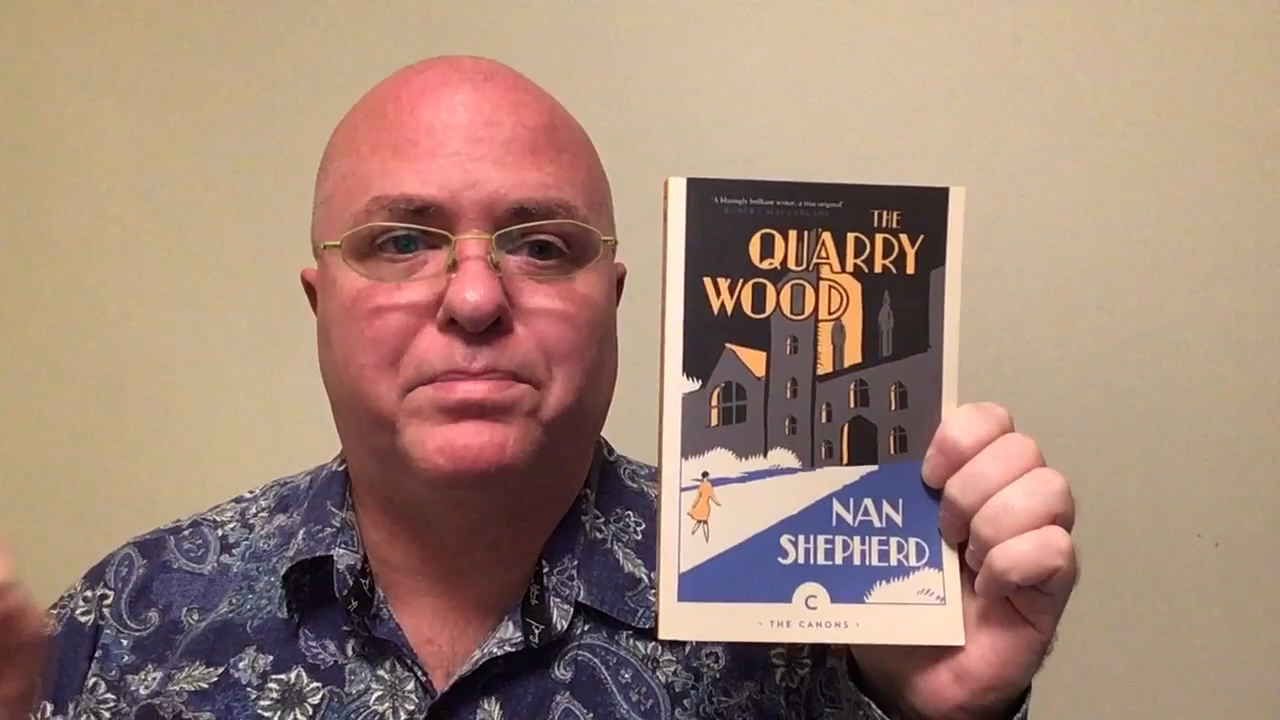 'A blazingly brilliant writer, a true original'
ROBERT MACFARLANE
THE
QUARRY
WOOD
NAN
SHEPHERD
C
· THE CANONS ·